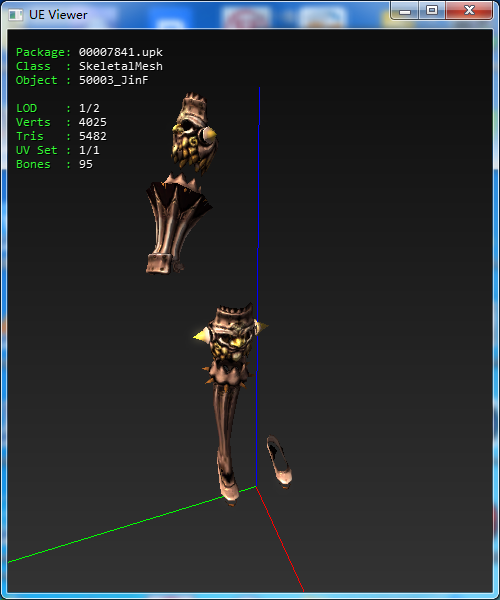 UE Viewer
Package: 00007841.upk
Class  : SkeletalMesh
Object : 50003_JinF
LOD    : 1/2
Verts  : 4025
Tris   : 5482
UV Set : 1/1
Bones  : 95